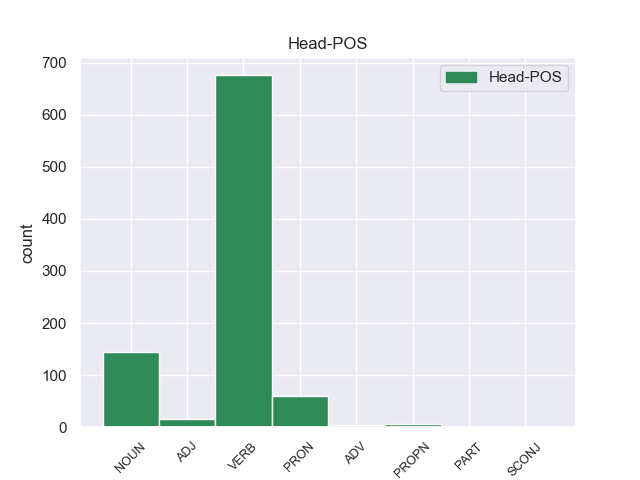 Head-POS
Head-POS
700
600
500
400
300
200
100
0
count
NOUN
ADJ
VERB
PRON
ADV
PROPN
PART
SCONJ